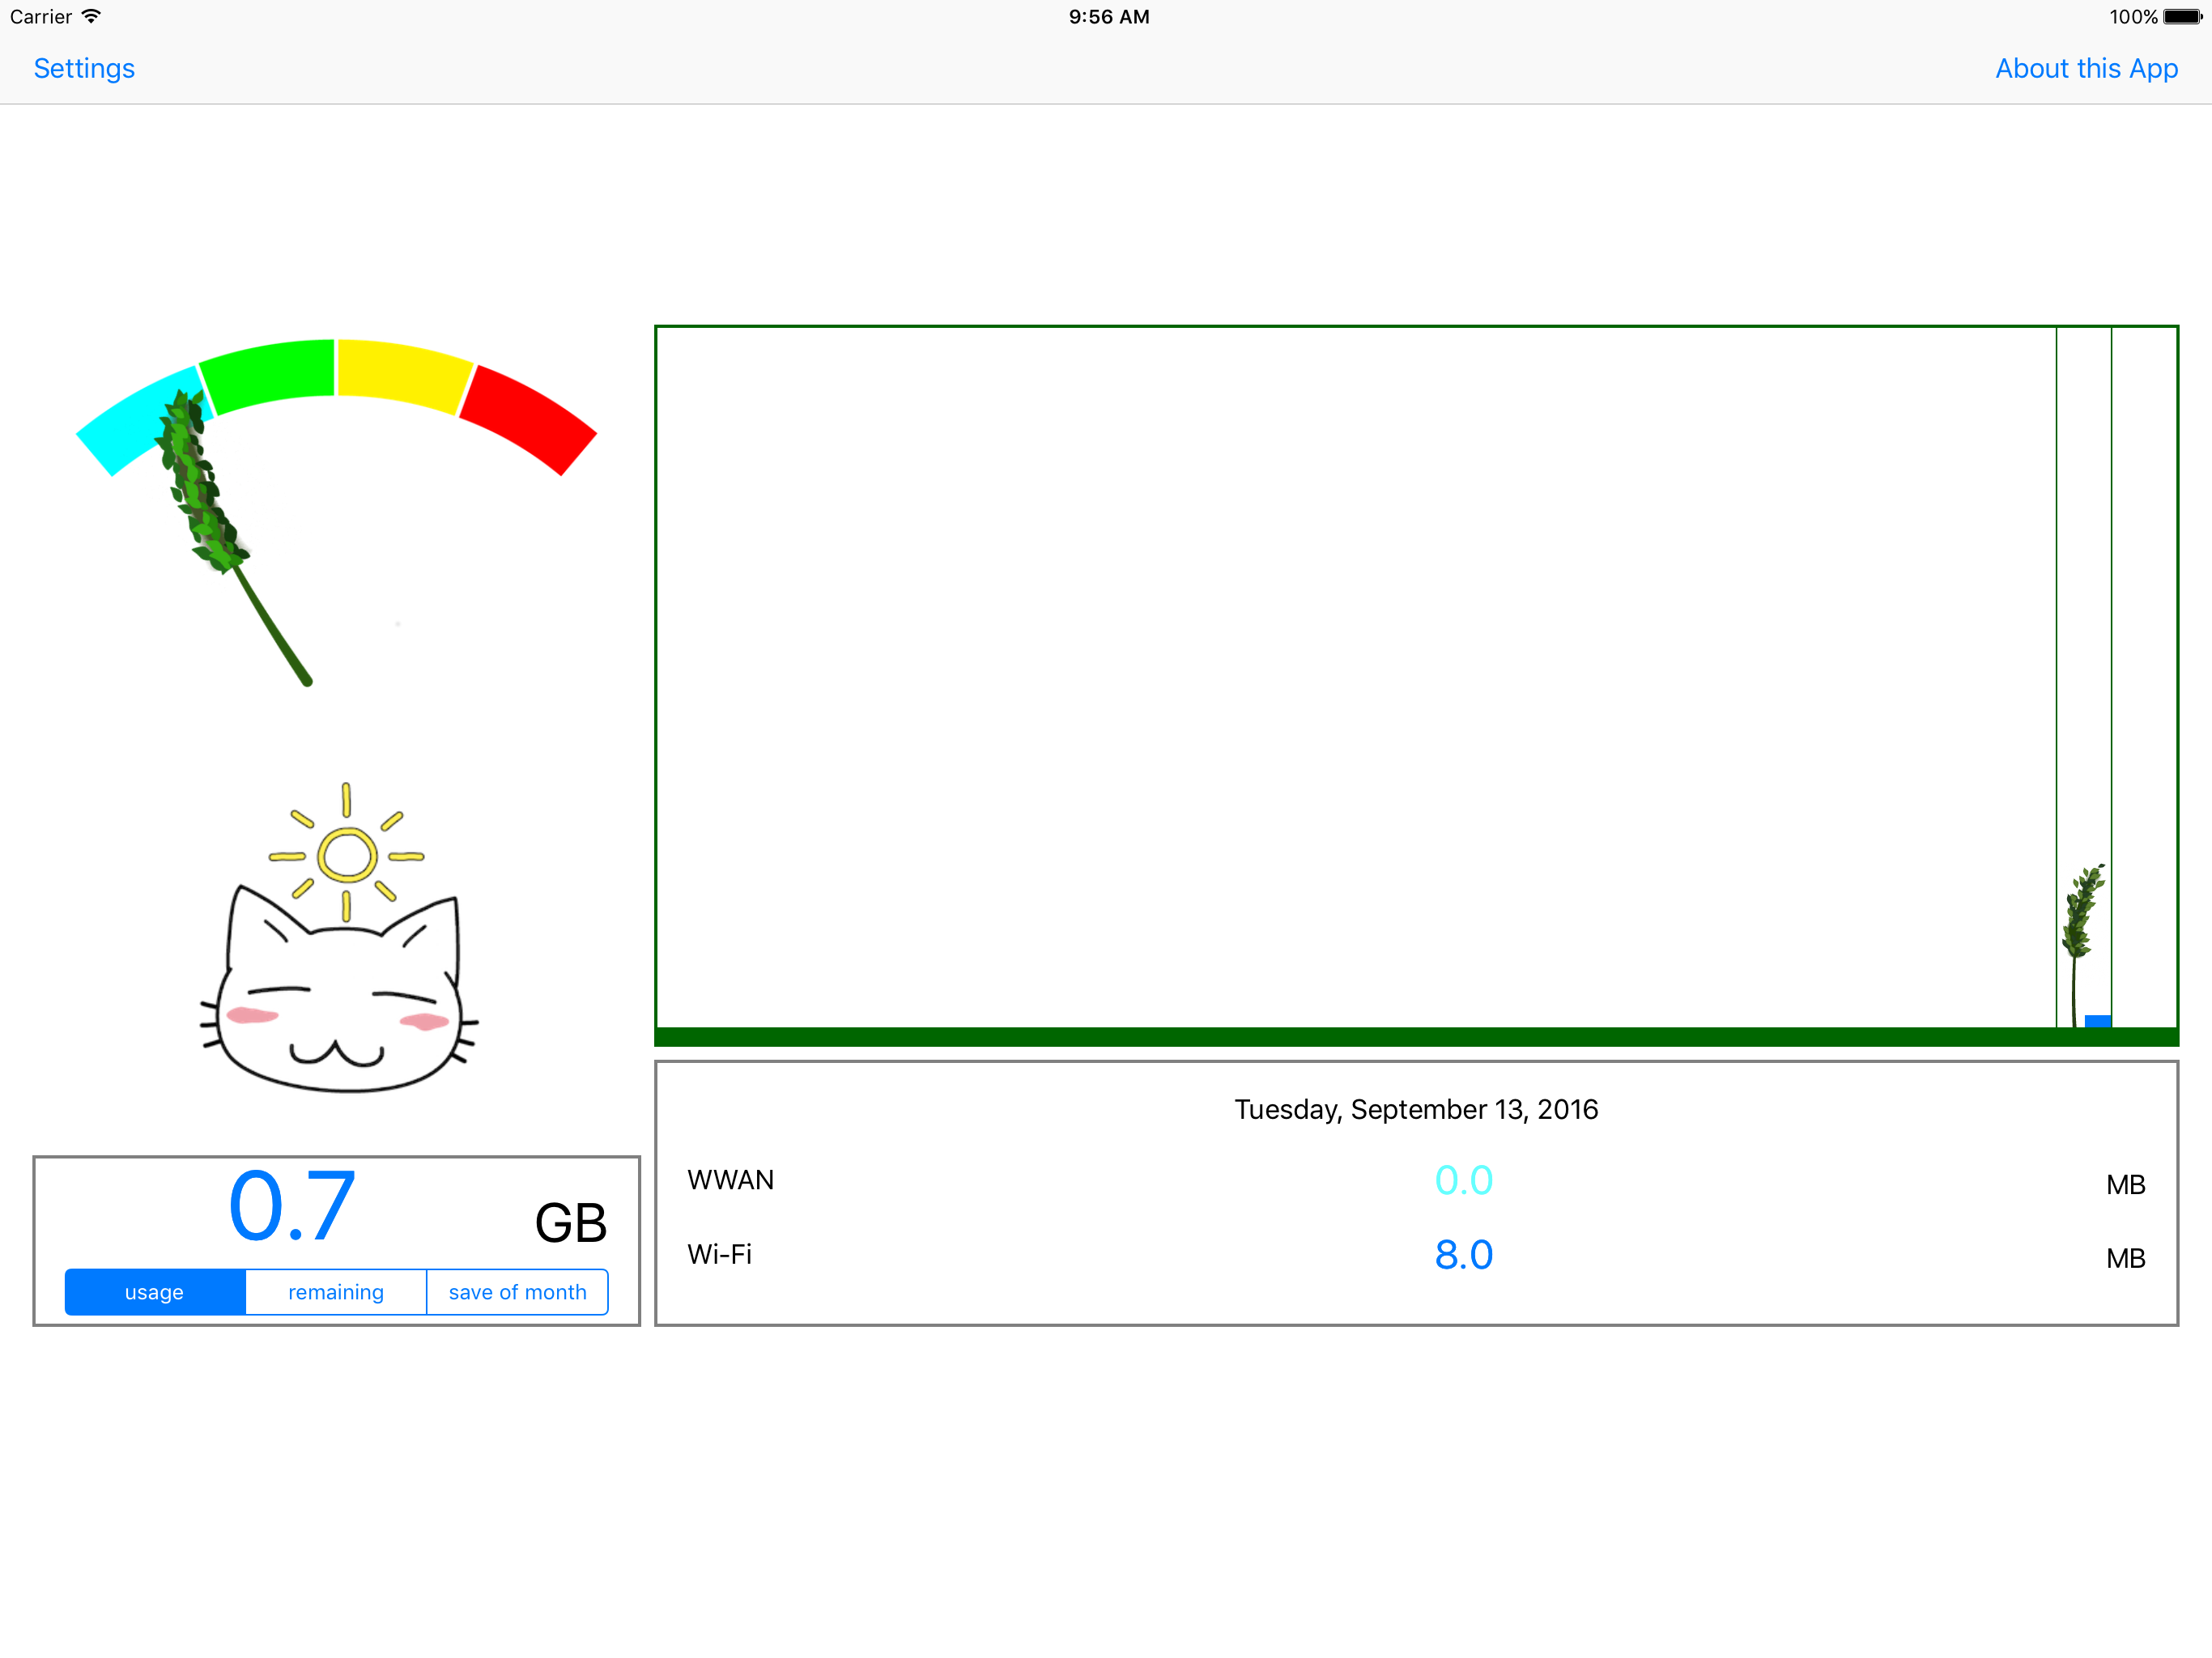 Carrier 9:56 AM 100%
Settings About this App
Tuesday, September 13, 2016
WWAN 0.0 MB
Wi-Fi 8.0 MB
0.7 GB
usage remaining save of month